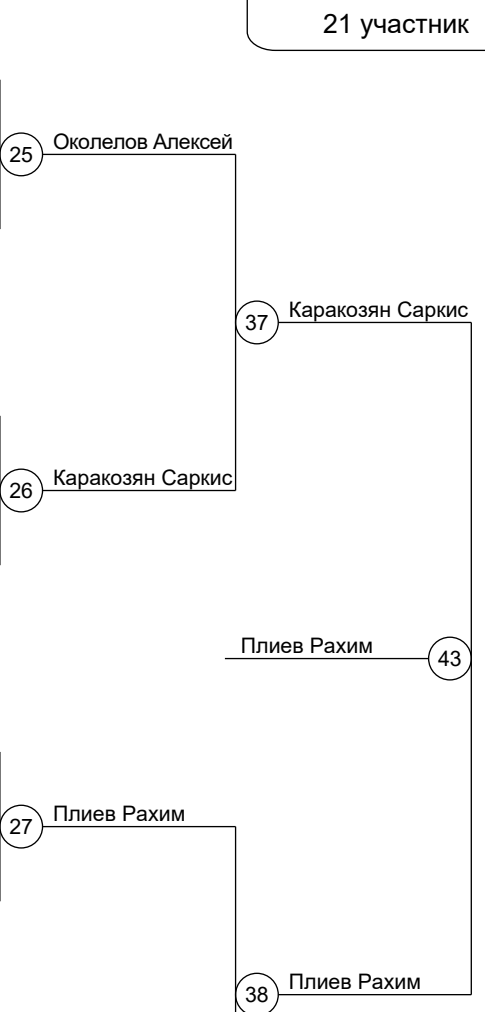 21 участник
25 Околелов Алексей
37 Каракозян Саркис
26 Каракозян Саркис
Плиев Рахим 43
27 Плиев Рахим
38 Плиев Рахим